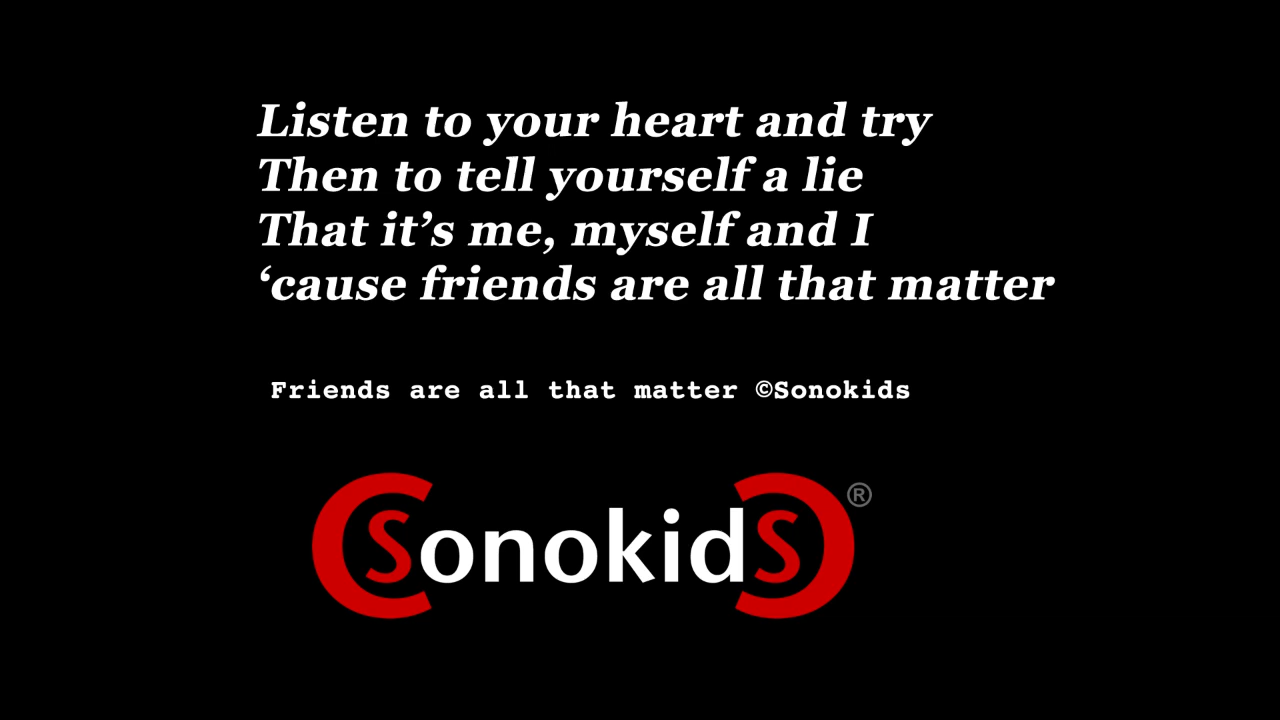 Listen to your heart and try
Then to tell yourself a lie
That it’s me, myself and I
‘cause friends are all that matter
Friends are all that matter ©Sonokids
Sonokids®